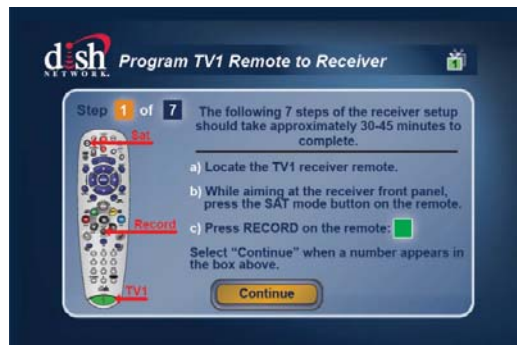 dish
NETWORK.
Program TV1 Remote to Receiver
1
Step 1 of 7
The following 7 steps of the receiver setup
should take approximately 30-45 minutes to
complete.
Sat
a) Locate the TV1 receiver remote.
b) While aiming at the receiver front panel,
press the SAT mode button on the remote.
Record
c) Press RECORD on the remote:
Select "Continue" when a number appears in
the box above.
TV1
Continue